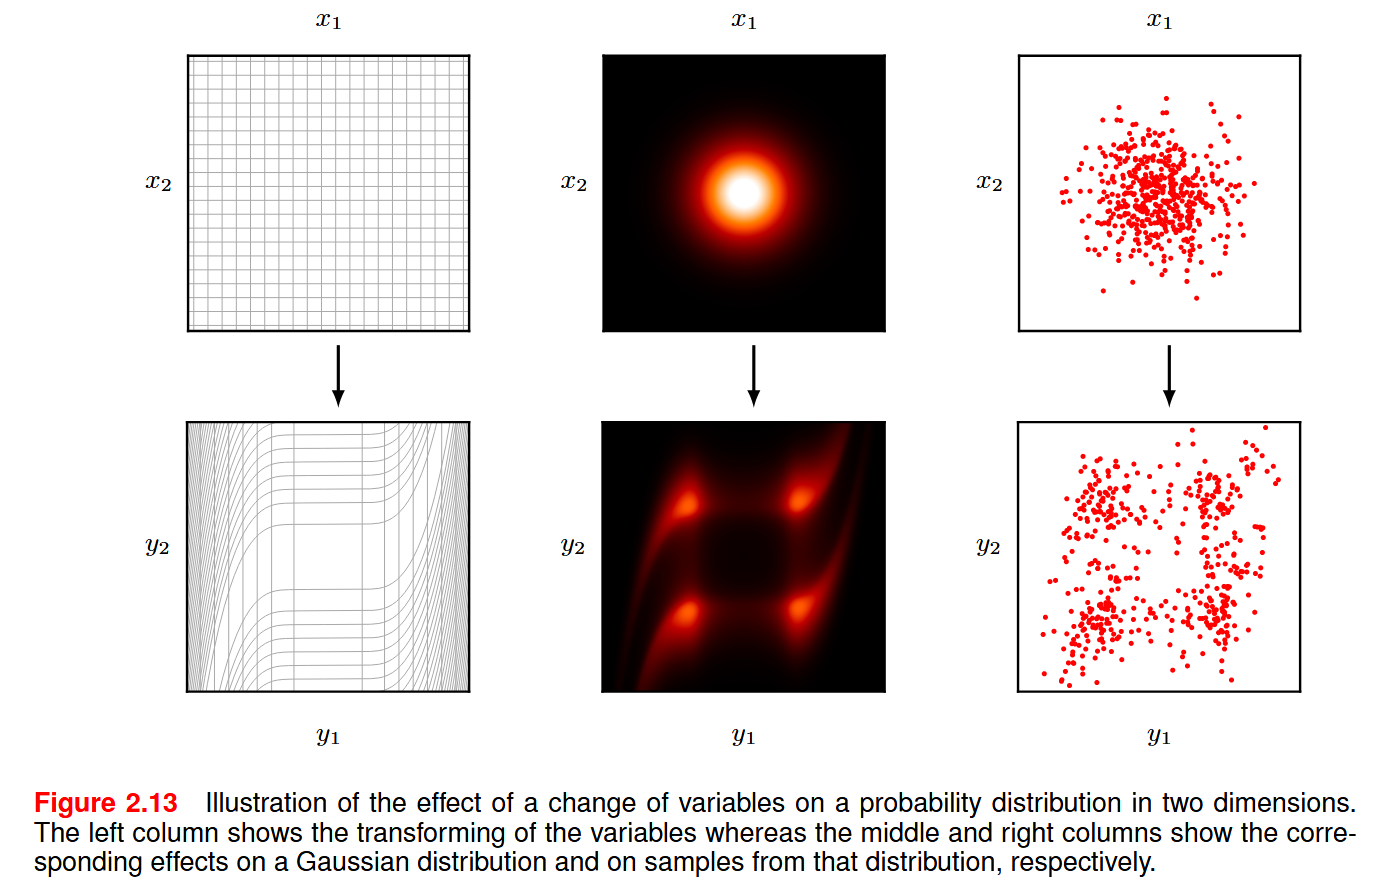 x₁ x₁ x₁
x₂ x₂ x₂
y₂ y₂ y₂
y₁ y₁ y₁
Figure 2.13 Illustration of the effect of a change of variables on a probability distribution in two dimensions.
The left column shows the transforming of the variables whereas the middle and right columns show the corre-
sponding effects on a Gaussian distribution and on samples from that distribution, respectively.